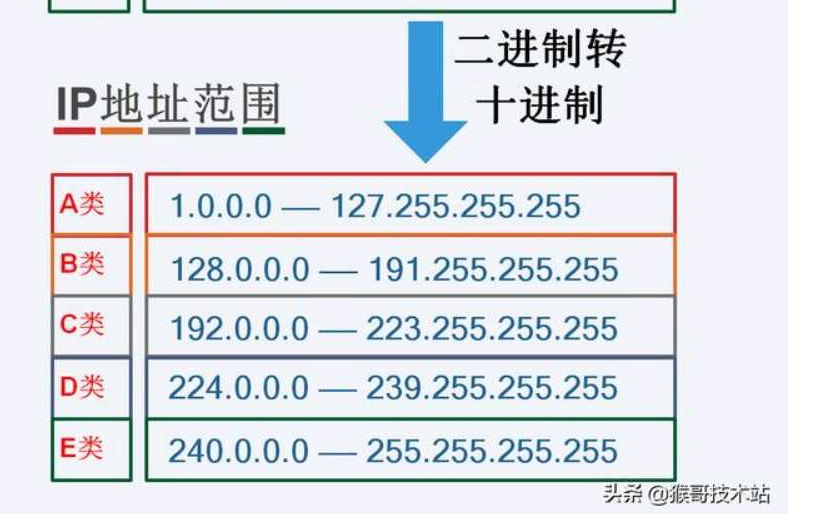 二进制转
十进制
IP地址范围
A类 1.0.0.0 — 127.255.255.255
B类 128.0.0.0 — 191.255.255.255
C类 192.0.0.0 — 223.255.255.255
D类 224.0.0.0 — 239.255.255.255
E类 240.0.0.0 — 255.255.255.255
头条 @猴哥技术站